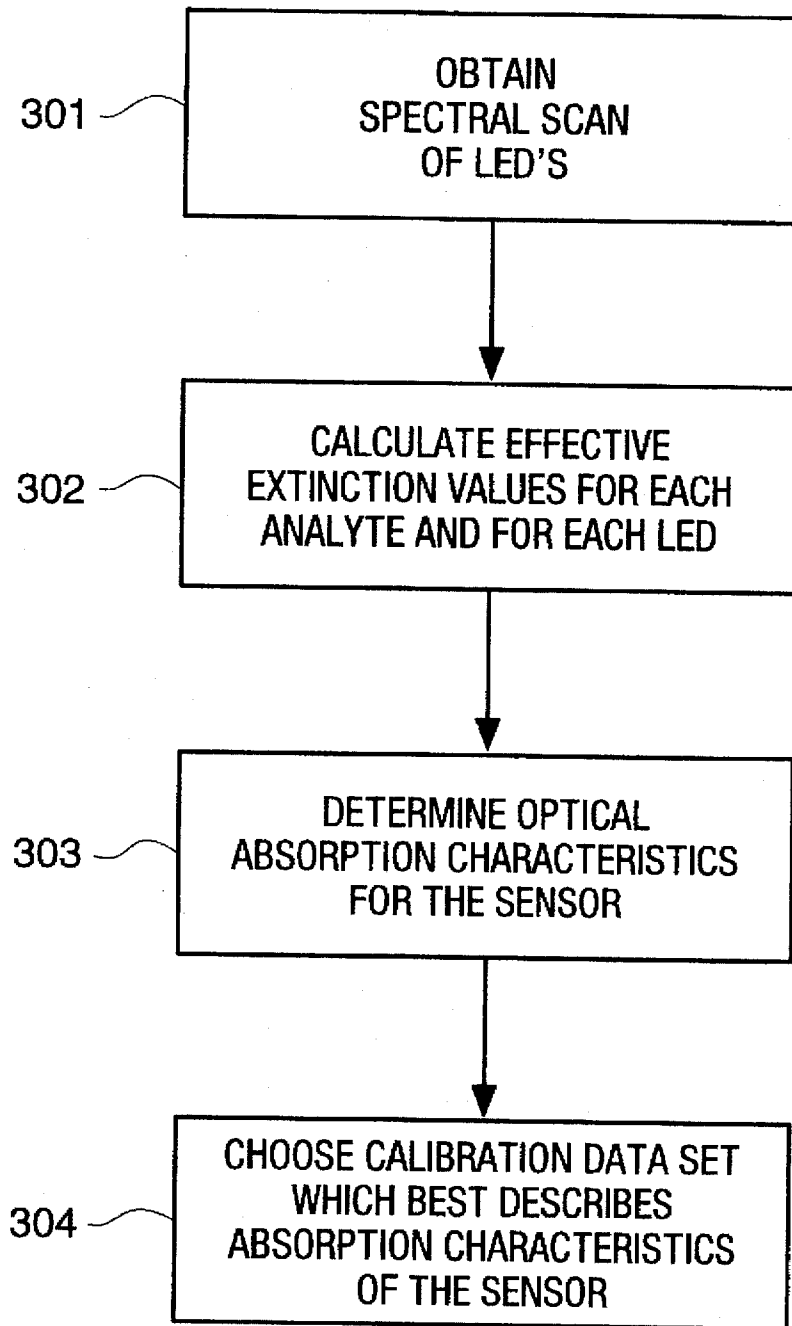 301
OBTAIN
SPECTRAL SCAN
OF LED'S
302
CALCULATE EFFECTIVE
EXTINCTION VALUES FOR EACH
ANALYTE AND FOR EACH LED
303
DETERMINE OPTICAL
ABSORPTION CHARACTERISTICS
FOR THE SENSOR
304
CHOOSE CALIBRATION DATA SET
WHICH BEST DESCRIBES
ABSORPTION CHARACTERISTICS
OF THE SENSOR